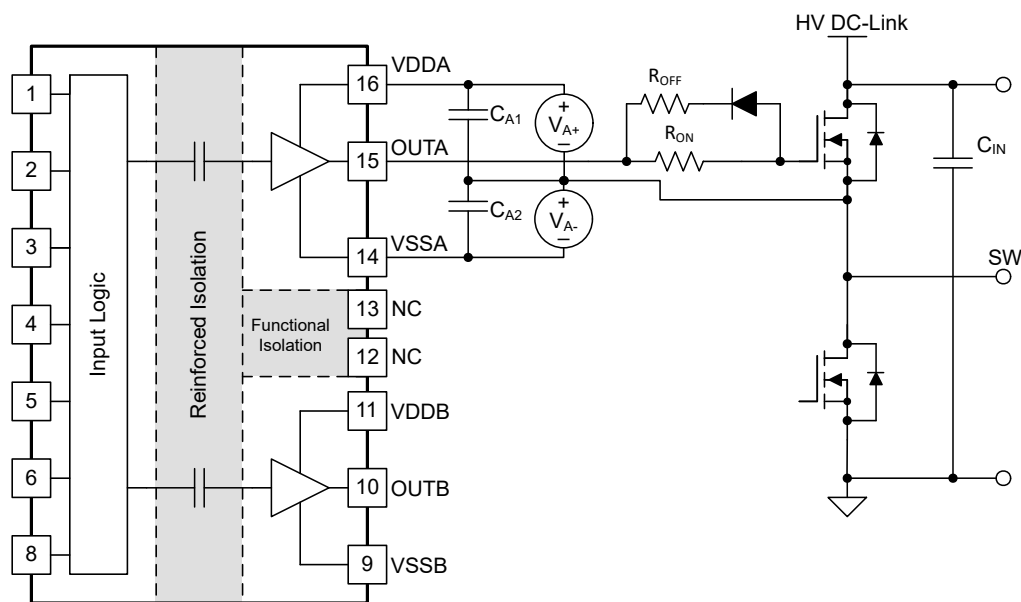 HV DC-Link
1
2
3
4
5
6
8
Input Logic
Reinforced Isolation
Functional
Isolation
16
VDDA
15
OUTA
14
VSSA
13
NC
12
NC
11
VDDB
10
OUTB
9
VSSB
CA1
CA2
+
VA+
–
+
VA-
–
ROFF
RON
CIN
SW